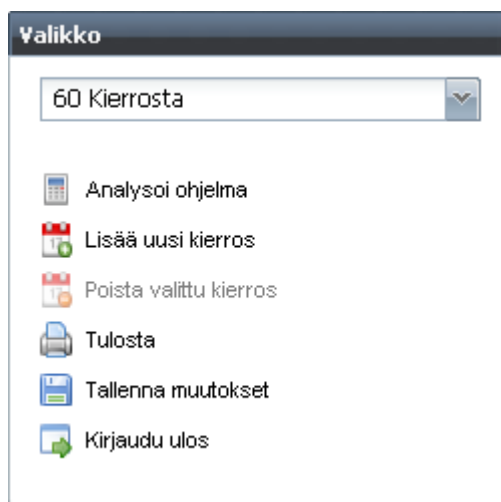 Valikko
60 Kierrosta
Analysoi ohjelma
Lisää uusi kierros
Poista valittu kierros
Tulosta
Tallenna muutokset
Kirjaudu ulos